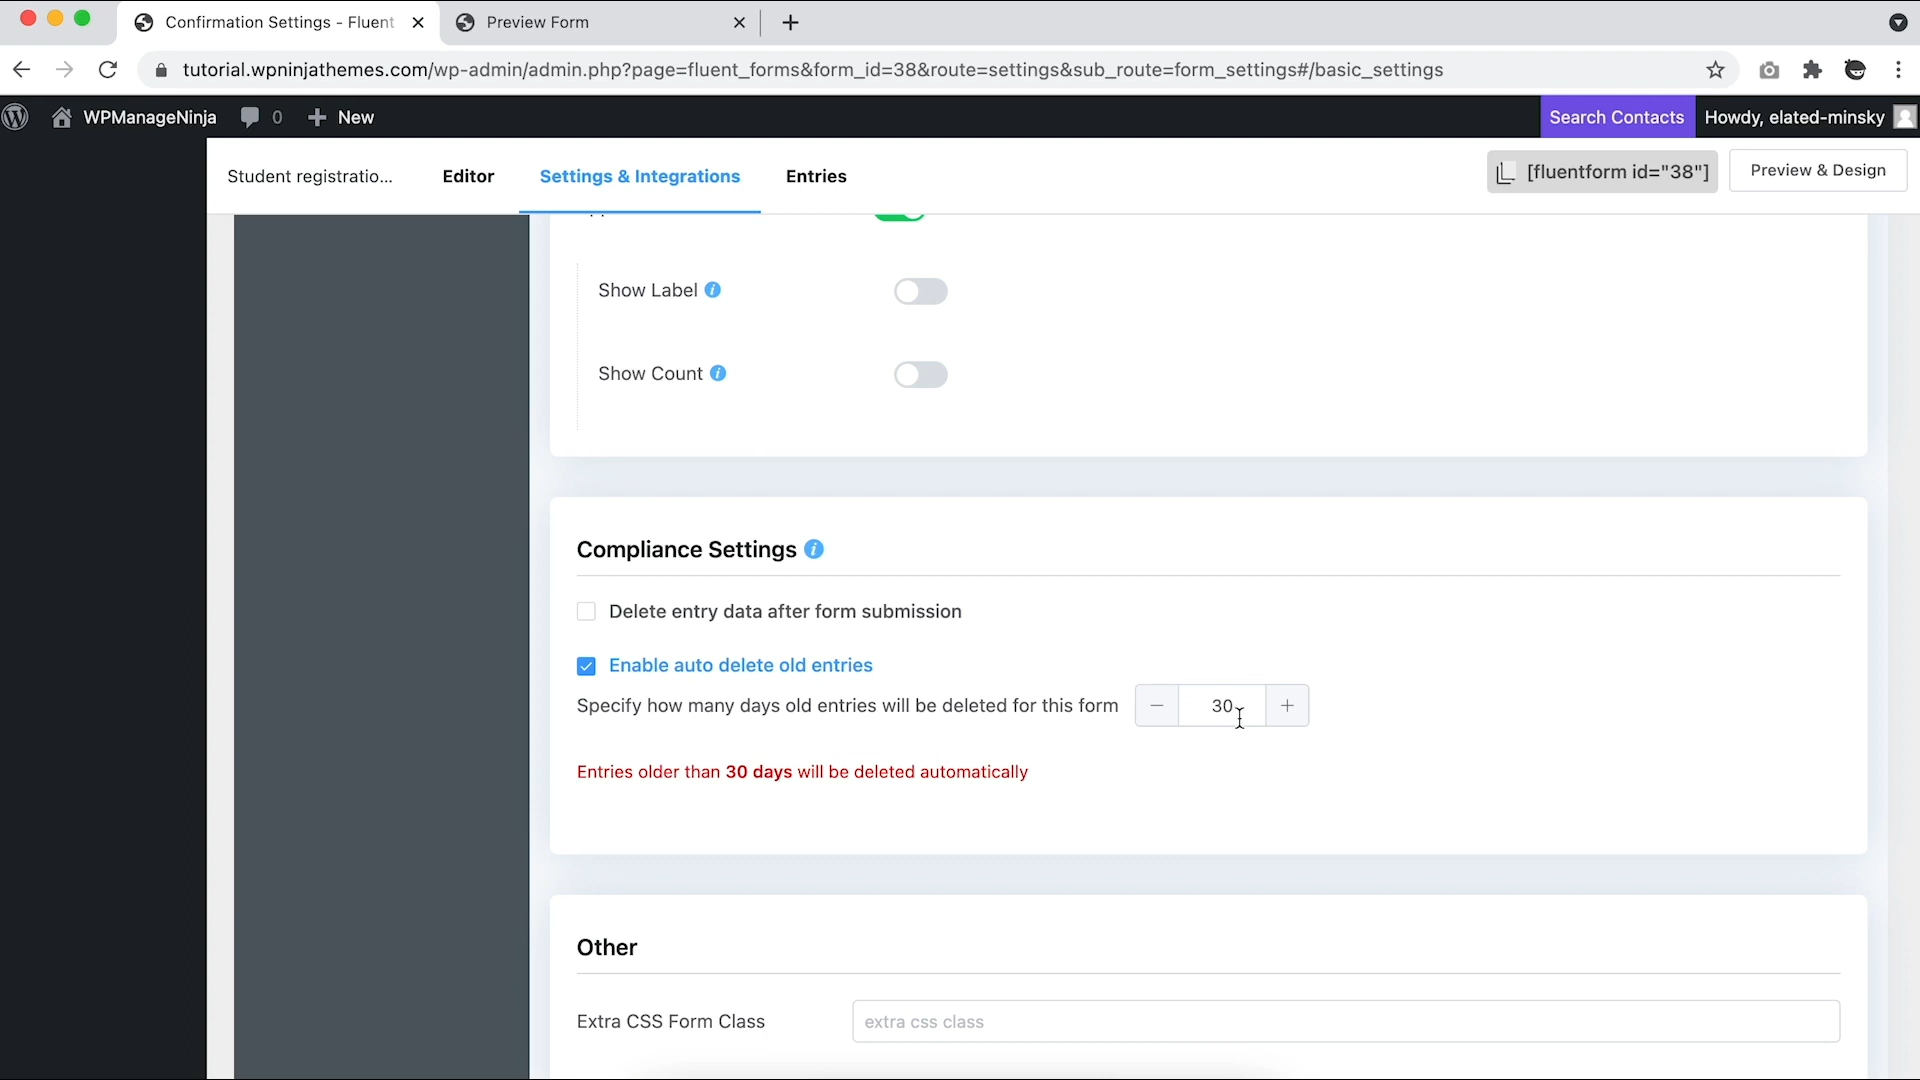 Confirmation Settings - Fluent
Preview Form
tutorial.wpninjathemes.com/wp-admin/admin.php?page=fluent_forms&form_id=38&route=settings&sub_route=form_settings#/basic_settings
WPManageNinja
0
New
Search Contacts
Howdy, elated-minsky
Student registratio...
Editor
Settings & Integrations
Entries
[fluentform id="38"]
Preview & Design
Show Label
Show Count
Compliance Settings
Delete entry data after form submission
Enable auto delete old entries
Specify how many days old entries will be deleted for this form
30
Entries older than 30 days will be deleted automatically
Other
Extra CSS Form Class
extra css class